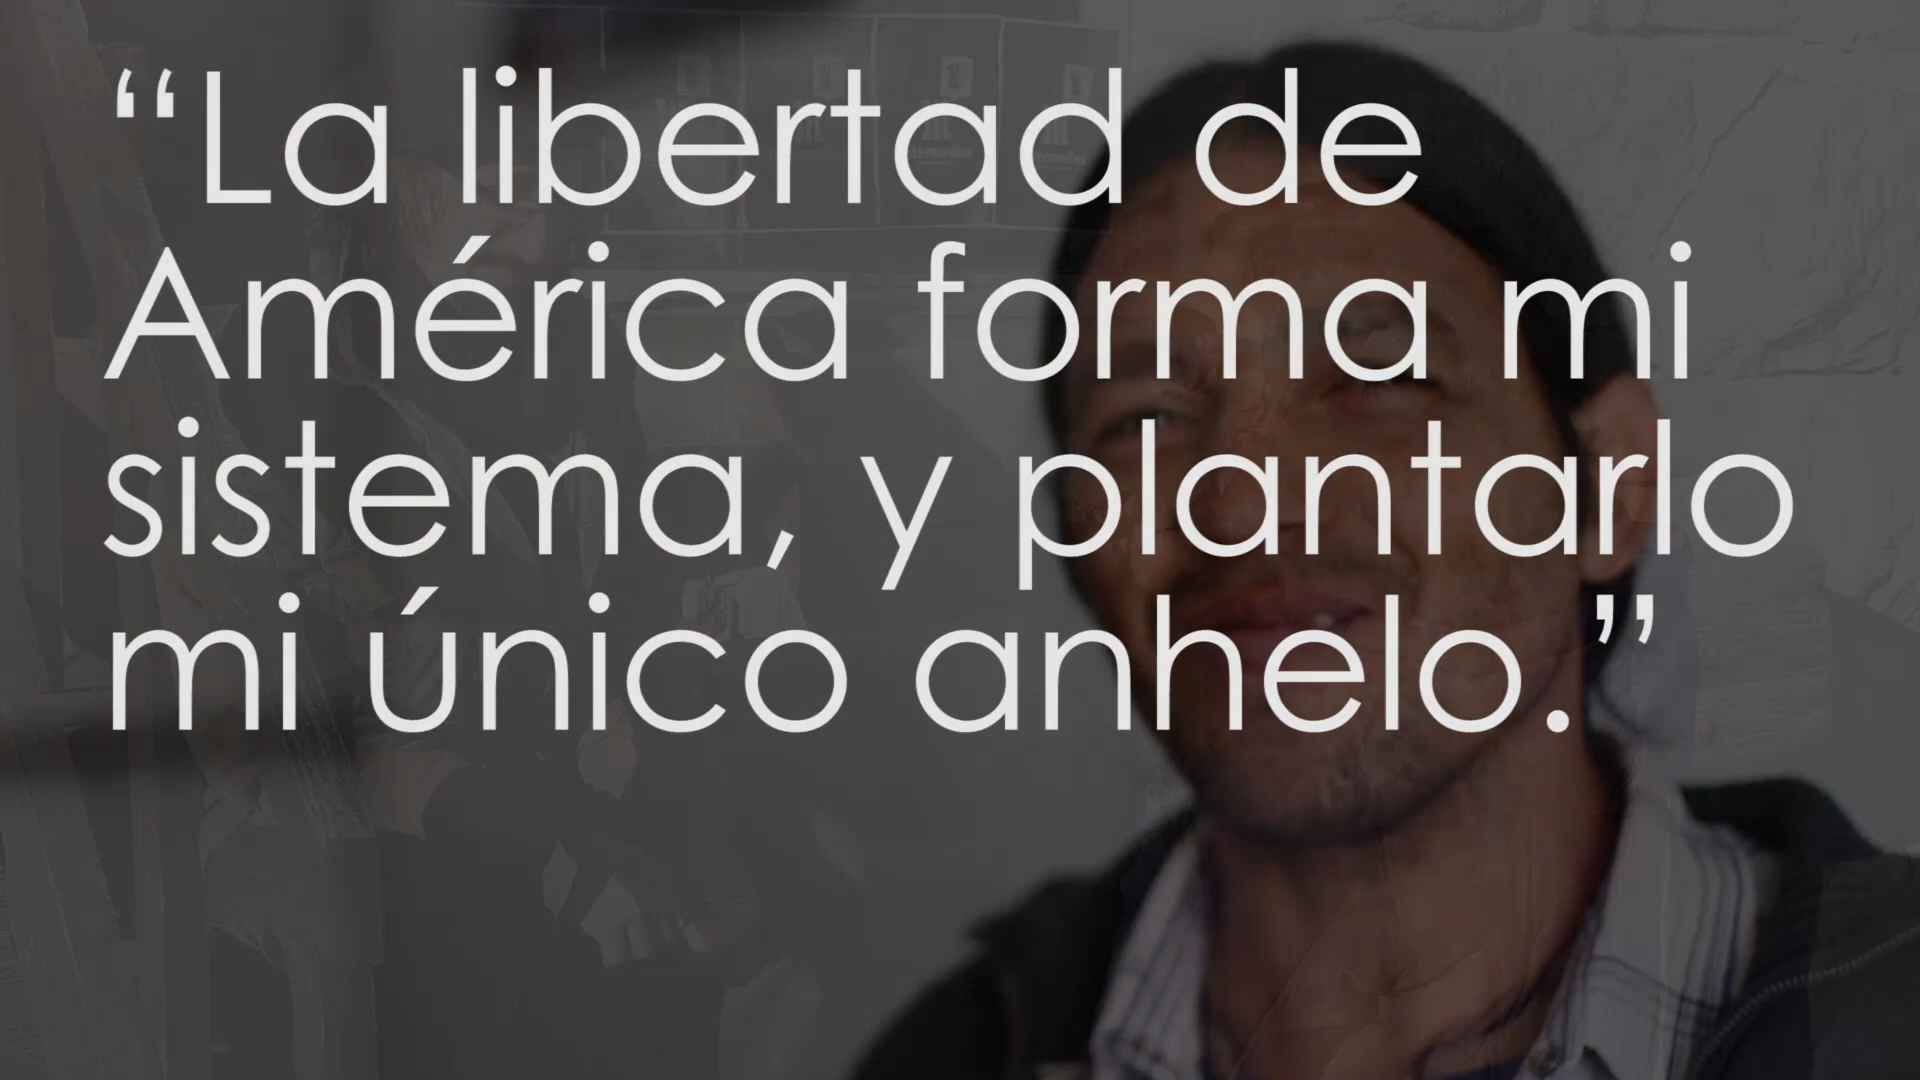 “La libertad de
América forma mi
sistema, y plantarlo
mi único anhelo.”